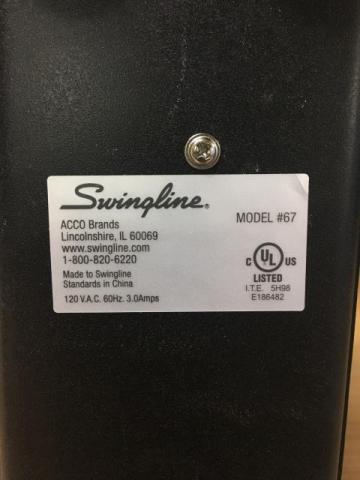 Swingline®
MODEL #67
ACCO Brands
Lincolnshire, IL 60069
www.swingline.com
1-800-820-6220
Made to Swingline
Standards in China
120 V.A.C. 60Hz. 3.0Amps
C UL US
LISTED
I.T.E. 5H98
E186482